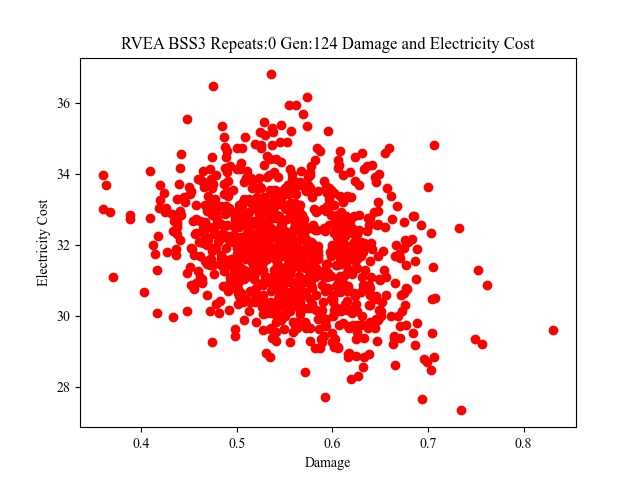 RVEA BSS3 Repeats:0 Gen:124 Damage and Electricity Cost
36
34
32
30
28
Electricity Cost
0.4 0.5 0.6 0.7 0.8
Damage